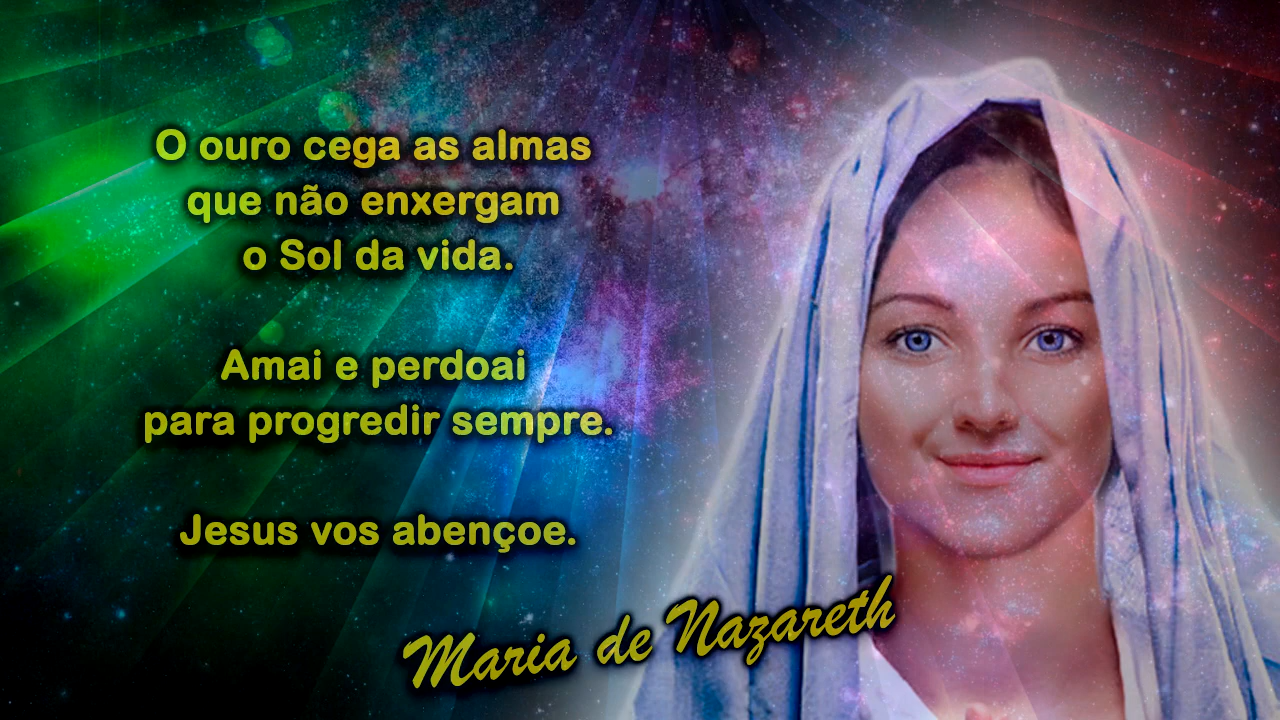 O ouro cega as almas
que não enxergam
o Sol da vida.
Amai e perdoai
para progredir sempre.
Jesus vos abençoe.
Maria de Nazareth